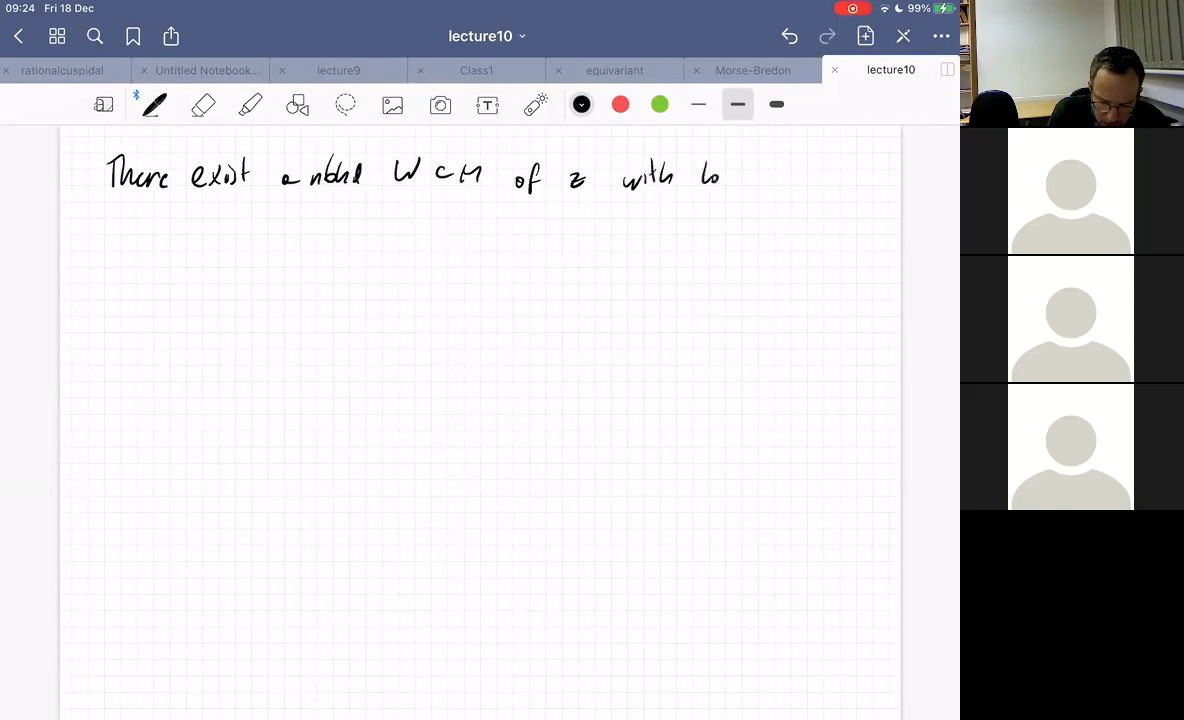 09:24 Fri 18 Dec
99%
lecture10
rationalcuspidal
Untitled Notebook...
lecture9
Class1
equivariant
Morse-Bredon
lecture10
There exist a nbhd W ⊂ M of z with lo